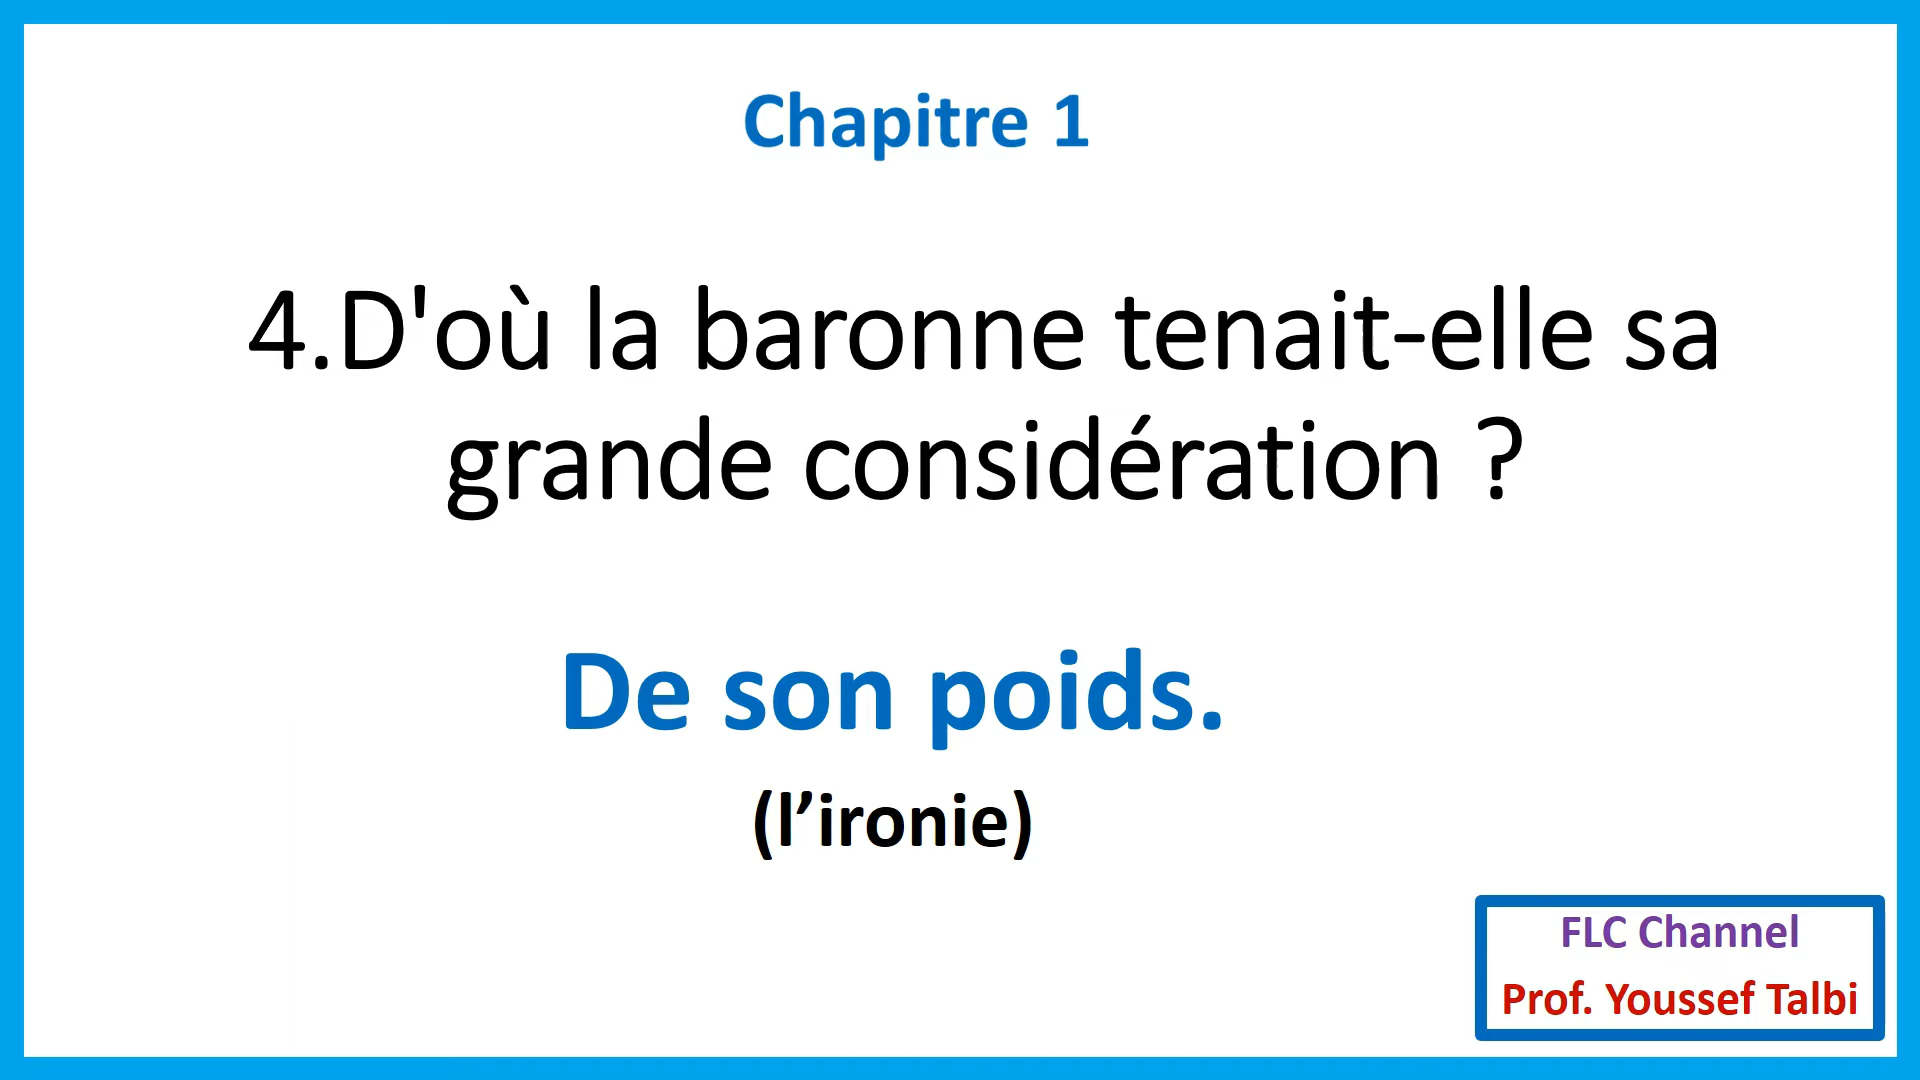 Chapitre 1
4.D'où la baronne tenait-elle sa
grande considération ?
De son poids.
(l’ironie)
FLC Channel
Prof. Youssef Talbi